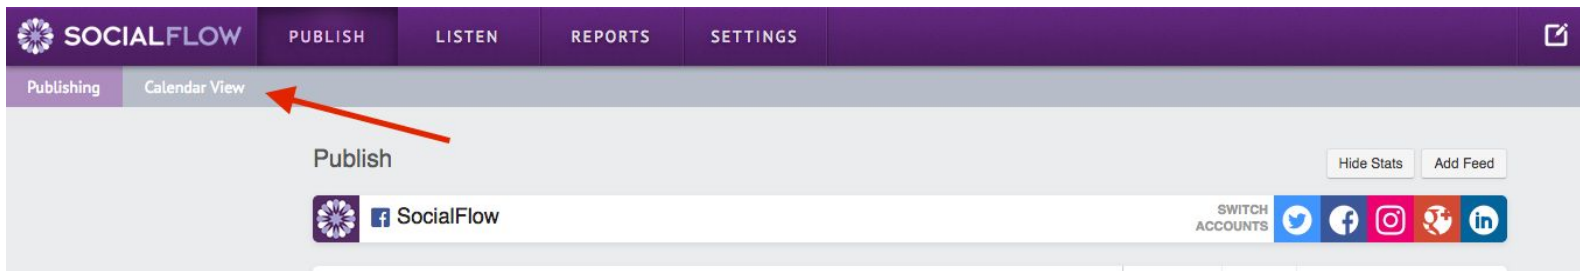 SOCIALFLOW PUBLISH LISTEN REPORTS SETTINGS
Publishing Calendar View
Publish
Hide Stats Add Feed
SocialFlow
SWITCH
ACCOUNTS